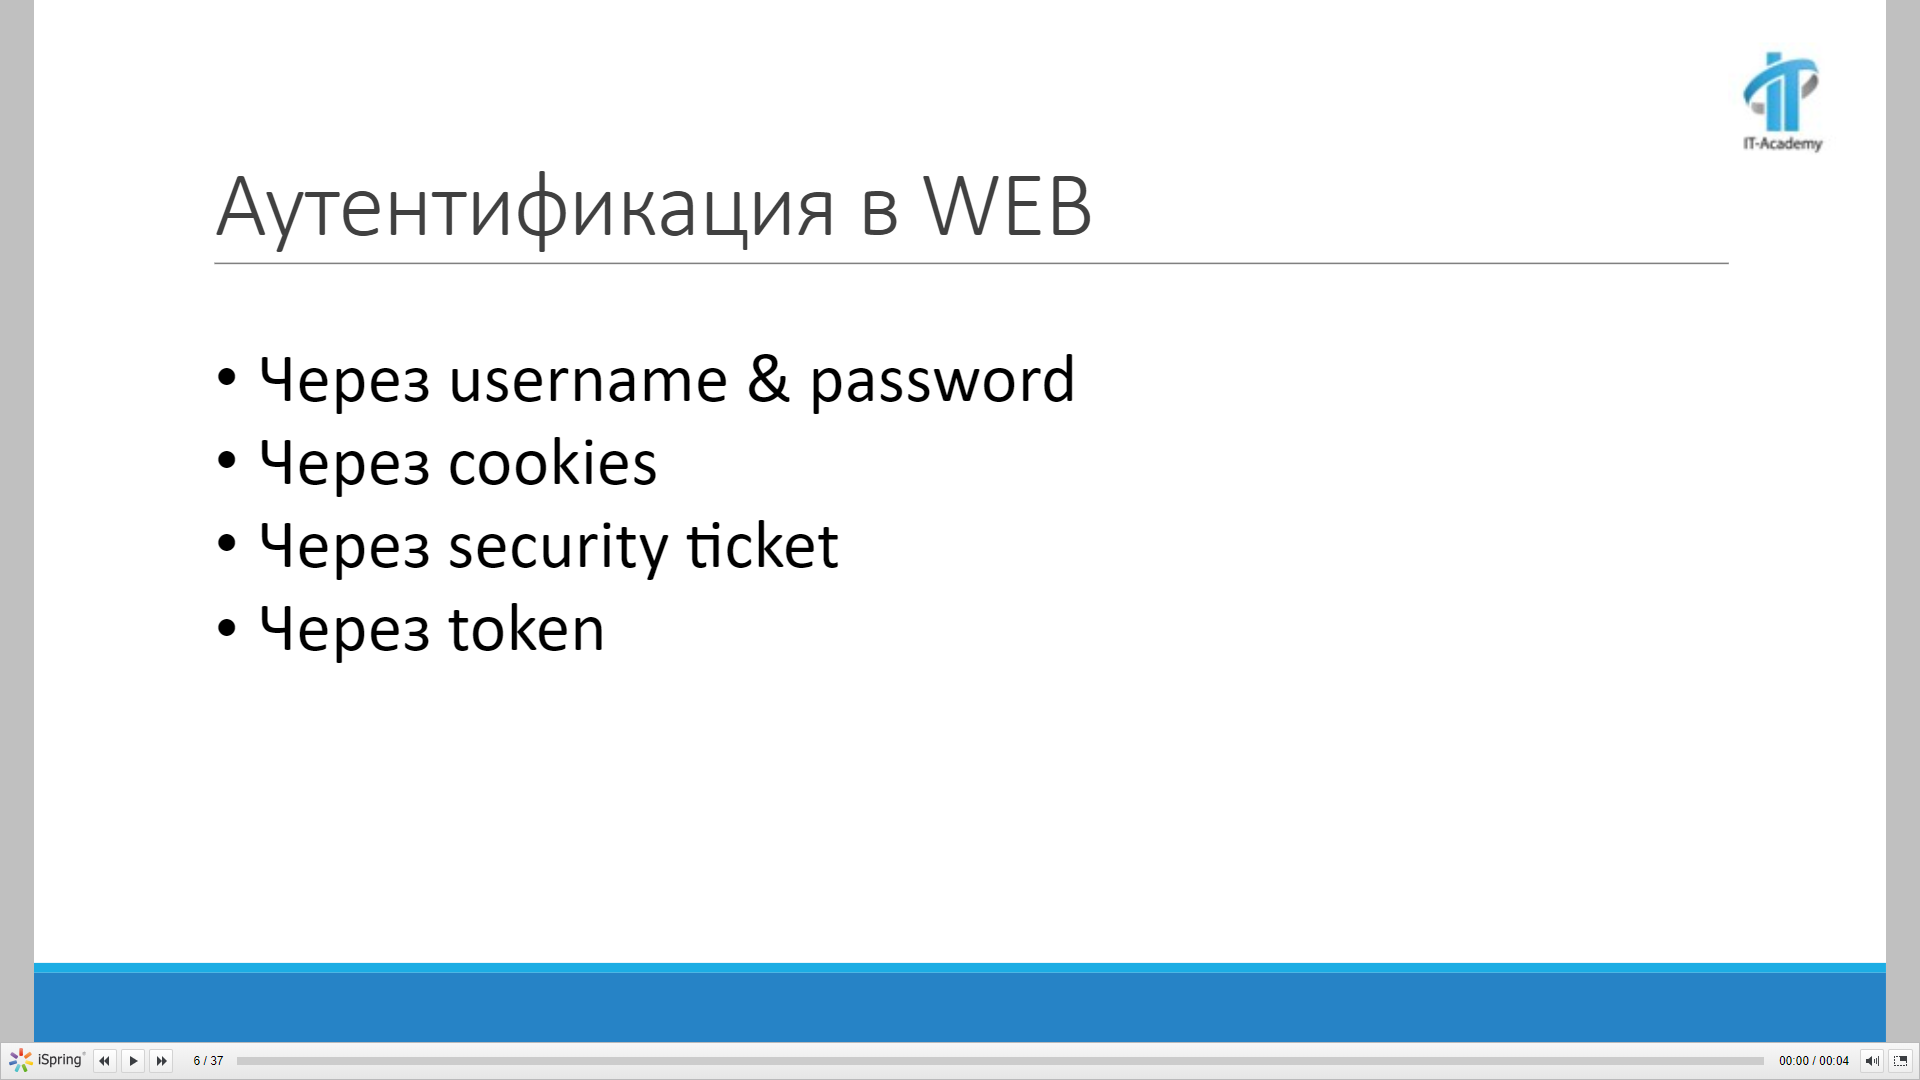 IT-Academy
Аутентификация в WEB
• Через username & password
• Через cookies
• Через security ticket
• Через token
iSpring 6 / 37 00:00 / 00:04